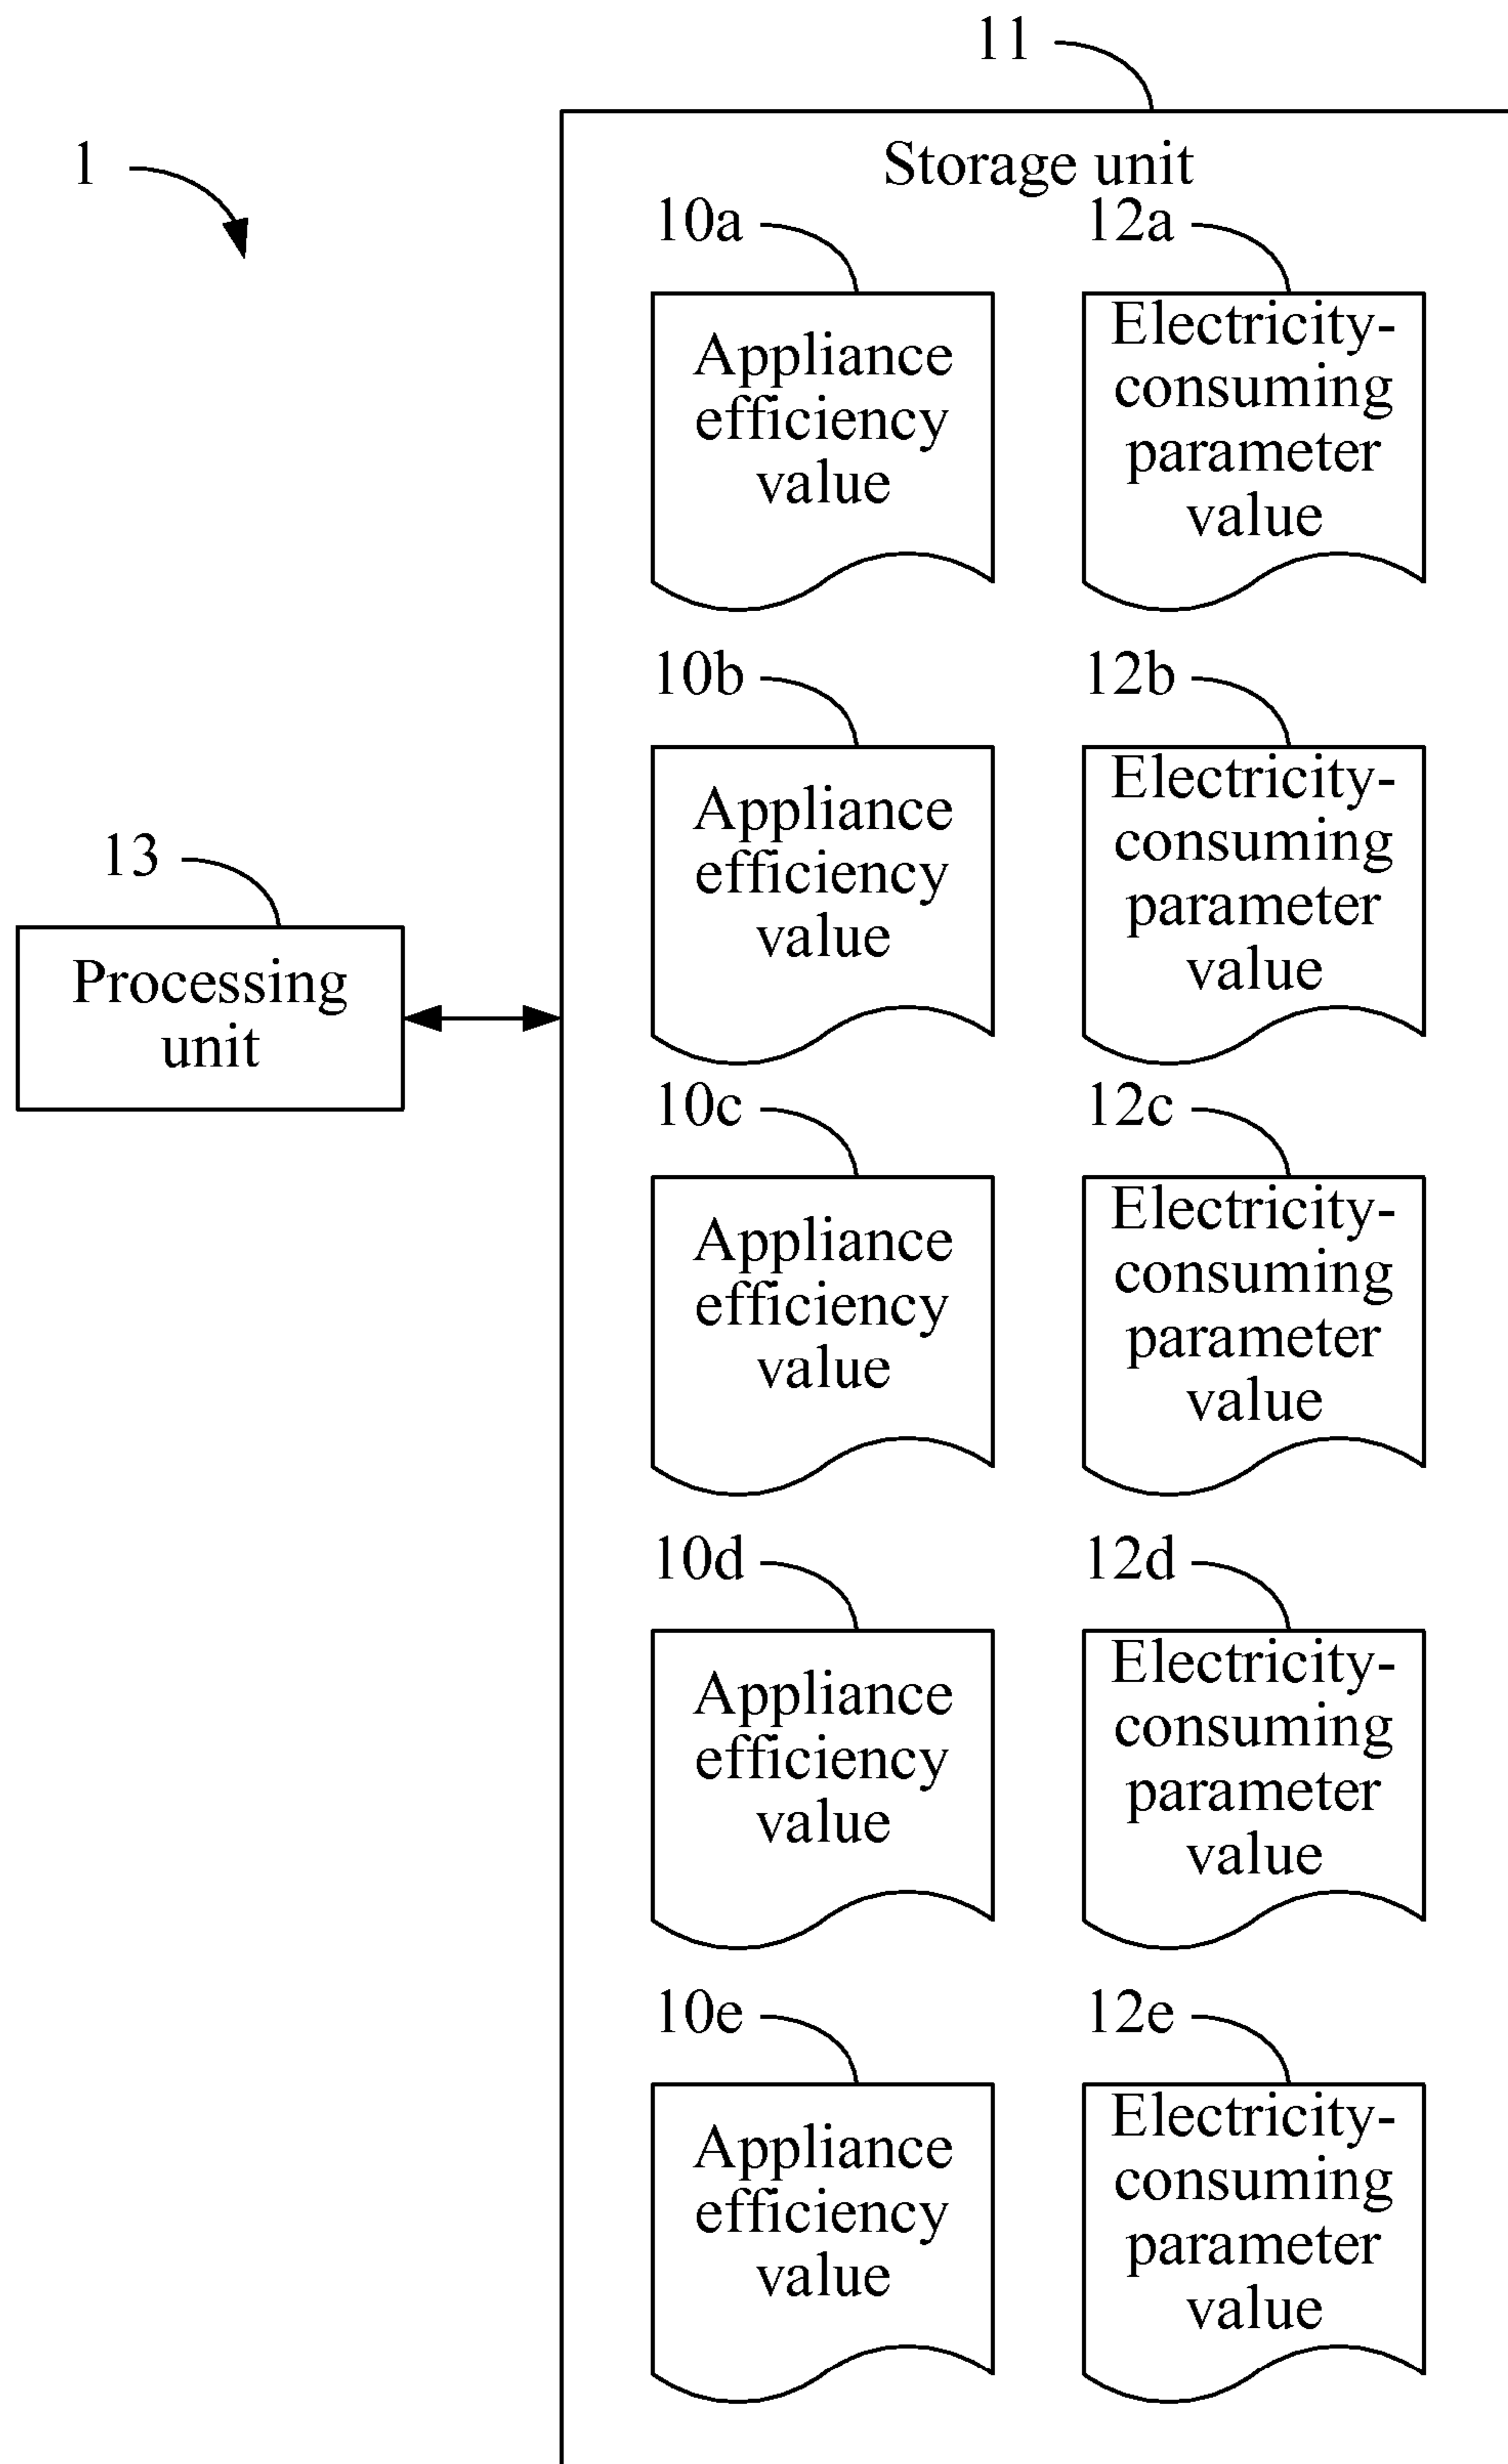 11
1
Storage unit
10a
12a
Appliance
efficiency
value
Electricity-
consuming
parameter
value
10b
12b
Appliance
efficiency
value
Electricity-
consuming
parameter
value
13
Processing
unit
10c
12c
Appliance
efficiency
value
Electricity-
consuming
parameter
value
10d
12d
Appliance
efficiency
value
Electricity-
consuming
parameter
value
10e
12e
Appliance
efficiency
value
Electricity-
consuming
parameter
value